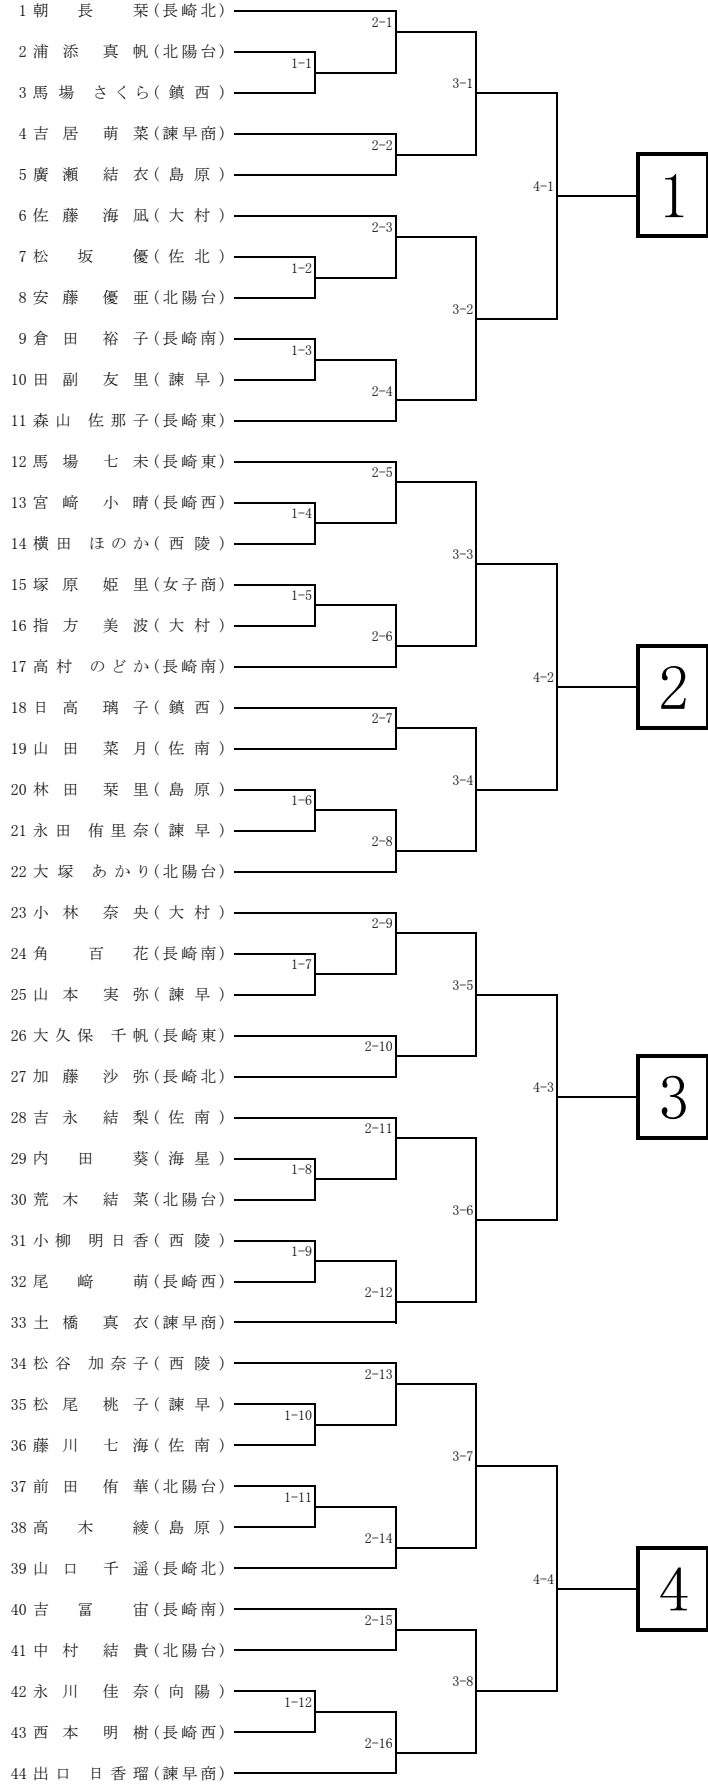 1 朝長 栞(長崎北)
2-1
2 浦添 真帆(北陽台)
1-1
3 馬場 さくら(鎮西)
3-1
4 吉居 萌菜(諫早商)
2-2
5 廣瀬 結衣(島原)
4-1
1
6 佐藤 海凪(大村)
2-3
7 松坂 優(佐北)
1-2
8 安藤 優亜(北陽台)
3-2
9 倉田 裕子(長崎南)
1-3
10 田副 友里(諫早)
2-4
11 森山 佐那子(長崎東)
12 馬場 七未(長崎東)
2-5
13 宮﨑 小晴(長崎西)
1-4
14 横田 ほのか(西陵)
3-3
15 塚原 姫里(女子商)
1-5
16 指方 美波(大村)
2-6
17 高村 のどか(長崎南)
4-2
2
18 日高 璃子(鎮西)
2-7
19 山田 菜月(佐南)
3-4
20 林田 栞里(島原)
1-6
21 永田 侑里奈(諫早)
2-8
22 大塚 あかり(北陽台)
23 小林 奈央(大村)
2-9
24 角 百花(長崎南)
1-7
25 山本 実弥(諫早)
3-5
26 大久保 千帆(長崎東)
2-10
27 加藤 沙弥(長崎北)
4-3
3
28 吉永 結梨(佐南)
2-11
29 内田 葵(海星)
1-8
30 荒木 結菜(北陽台)
3-6
31 小柳 明日香(西陵)
1-9
32 尾﨑 萌(長崎西)
2-12
33 土橋 真衣(諫早商)
34 松谷 加奈子(西陵)
2-13
35 松尾 桃子(諫早)
1-10
36 藤川 七海(佐南)
3-7
37 前田 侑華(北陽台)
1-11
38 高木 綾(島原)
2-14
39 山口 千遥(長崎北)
4-4
4
40 吉冨 宙(長崎南)
2-15
41 中村 結貴(北陽台)
3-8
42 永川 佳奈(向陽)
1-12
43 西本 明樹(長崎西)
2-16
44 出口 日香瑠(諫早商)